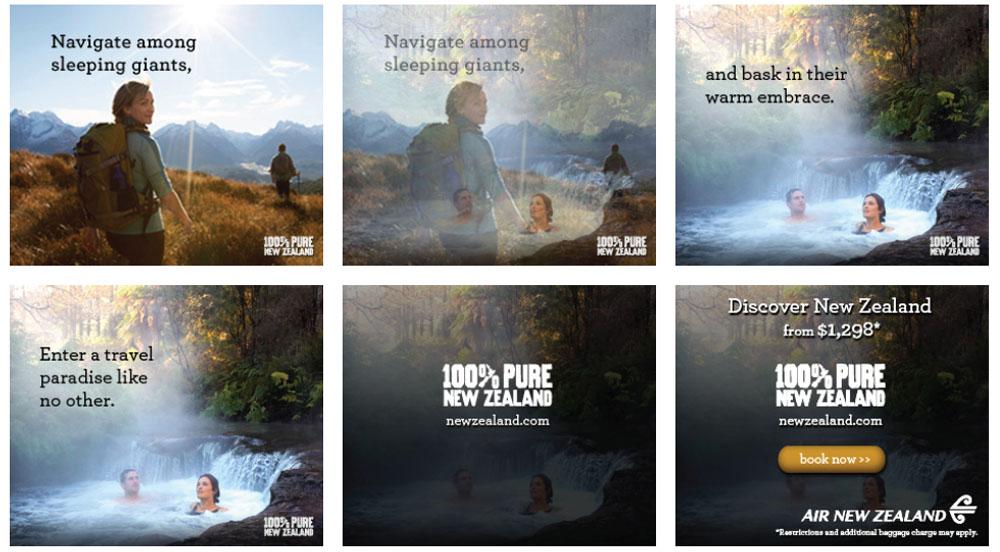 Navigate among
sleeping giants,
100% PURE
NEW ZEALAND
Navigate among
sleeping giants,
100% PURE
NEW ZEALAND
and bask in their
warm embrace.
100% PURE
NEW ZEALAND
Enter a travel
paradise like
no other.
100% PURE
NEW ZEALAND
100% PURE
NEW ZEALAND
newzealand.com
Discover New Zealand
from $1,298*
100% PURE
NEW ZEALAND
newzealand.com
book now >>
AIR NEW ZEALAND
*Restrictions and additional baggage charge may apply.